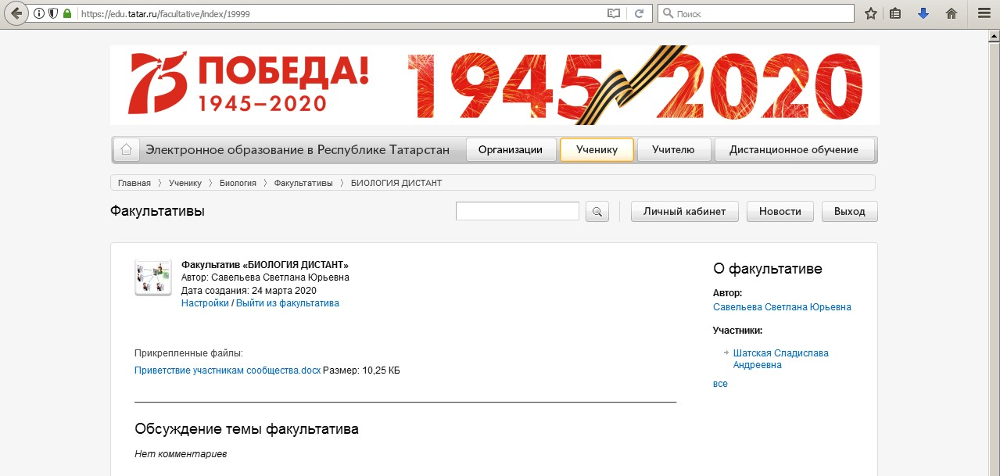 https://edu.tatar.ru/facultative/index/19999
Поиск
75 ПОБЕДА!
1945–2020
1945 2020
Электронное образование в Республике Татарстан
Организации
Ученику
Учителю
Дистанционное обучение
Главная > Ученику > Биология > Факультативы > БИОЛОГИЯ ДИСТАНТ
Факультативы
Личный кабинет
Новости
Выход
Факультатив «БИОЛОГИЯ ДИСТАНТ»
Автор: Савельева Светлана Юрьевна
Дата создания: 24 марта 2020
Настройки / Выйти из факультатива
Прикрепленные файлы:
Приветствие участникам сообщества.docx Размер: 10,25 КБ
Обсуждение темы факультатива
Нет комментариев
О факультативе
Автор:
Савельева Светлана Юрьевна
Участники:
Шатская Сладислава
Андреевна
все